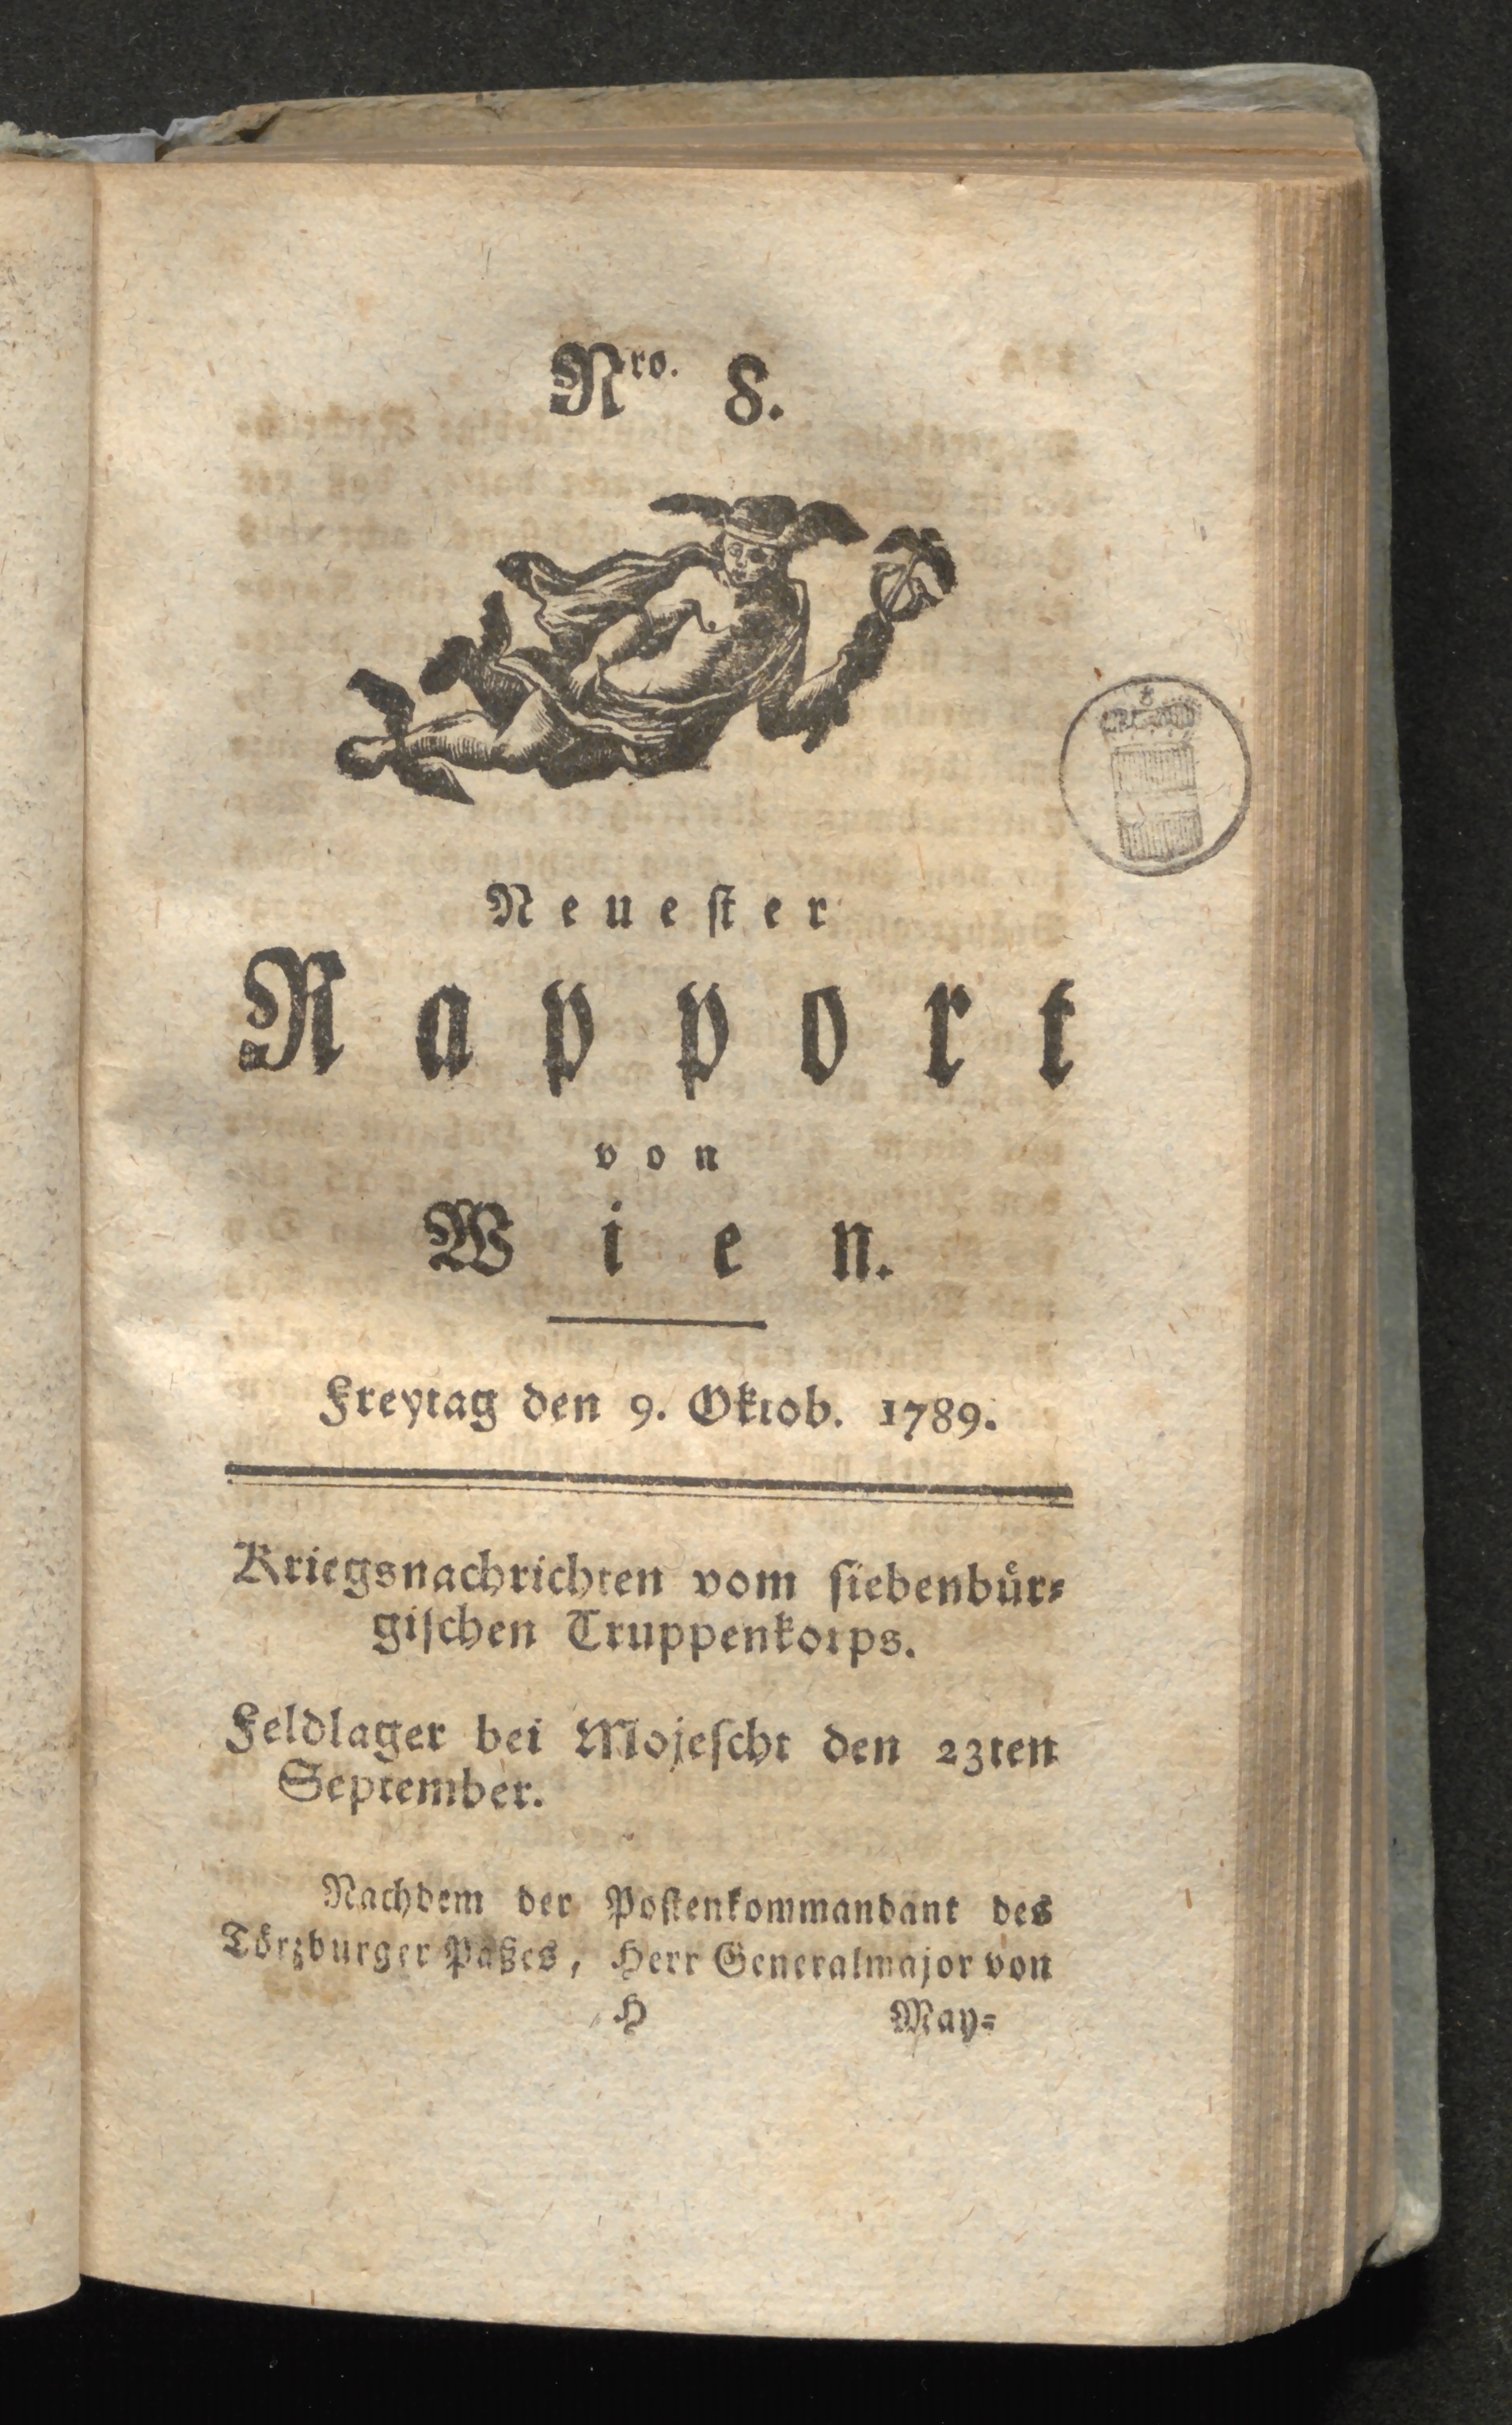 Nro. 8.
Neueſter
Rapport
von
Wien.
Freytag den 9. Oktob. 1789.
Kriegsnachrichten vom ſiebenbür⸗
giſchen Truppenkorps.
Feldlager bei Mojeſcht den 23ten
September.
Nachdem der Poſtenkommandant des
Törzburger Paßes, Herr Generalmajor von
H May⸗